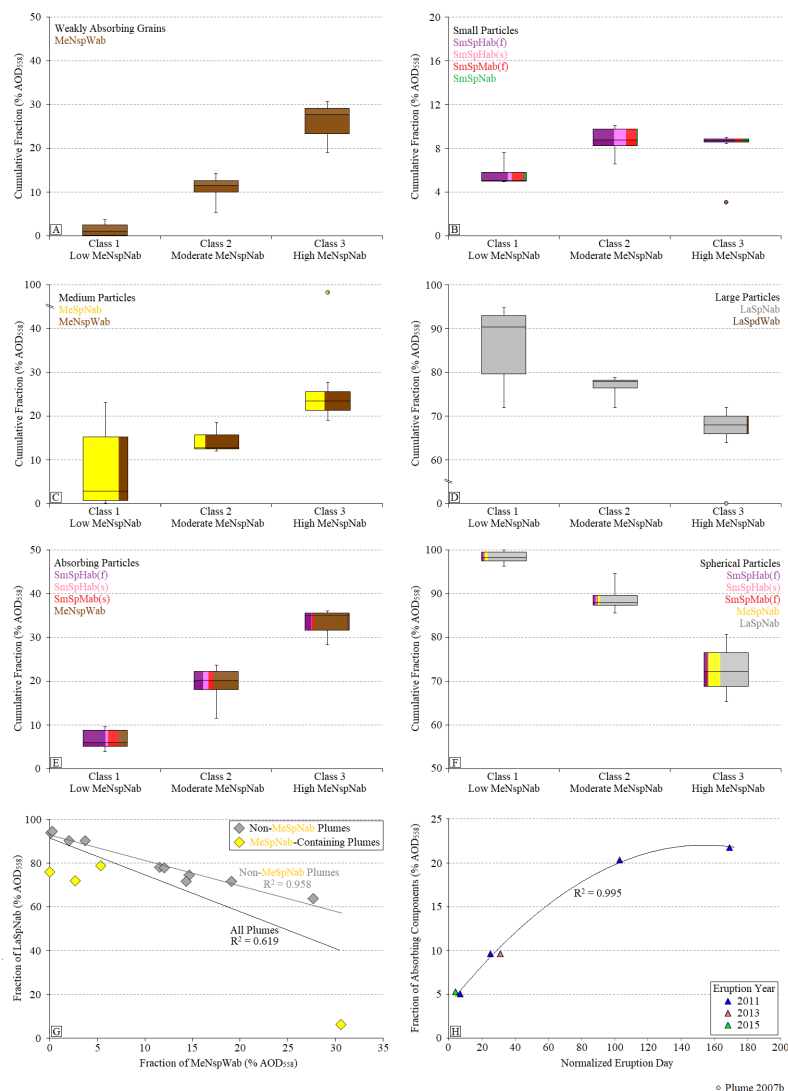 50
40
30
20
10
0
Cumulative Fraction (% AOD558)
Weakly Absorbing Grains
MeNspWab
A
Class 1
Low MeNspNab
Class 2
Moderate MeNspNab
Class 3
High MeNspNab
20
16
12
8
4
0
Cumulative Fraction (% AOD558)
Small Particles
SmSpHab(f)
SmSpHab(s)
SmSpMab(f)
SmSpNab
B
Class 1
Low MeNspNab
Class 2
Moderate MeNspNab
Class 3
High MeNspNab
100
40
30
20
10
0
Cumulative Fraction (% AOD558)
Medium Particles
MeSpNab
MeNspWab
C
Class 1
Low MeNspNab
Class 2
Moderate MeNspNab
Class 3
High MeNspNab
100
90
80
70
60
0
Cumulative Fraction (% AOD558)
Large Particles
LaSpNab
LaSpdWab
D
Class 1
Low MeNspNab
Class 2
Moderate MeNspNab
Class 3
High MeNspNab
50
40
30
20
10
0
Cumulative Fraction (% AOD558)
Absorbing Particles
SmSpHab(f)
SmSpHab(s)
SmSpMab(s)
MeNspWab
E
Class 1
Low MeNspNab
Class 2
Moderate MeNspNab
Class 3
High MeNspNab
100
90
80
70
60
50
Cumulative Fraction (% AOD558)
Spherical Particles
SmSpHab(f)
SmSpHab(s)
SmSpMab(f)
MeSpNab
LaSpNab
F
Class 1
Low MeNspNab
Class 2
Moderate MeNspNab
Class 3
High MeNspNab
100
80
60
40
20
0
Fraction of LaSpNab (% AOD558)
Non-MeSpNab Plumes
MeSpNab-Containing Plumes
Non-MeSpNab Plumes
R² = 0.958
All Plumes
R² = 0.619
G
0 5 10 15 20 25 30 35
Fraction of MeNspWab (% AOD558)
25
20
15
10
5
0
Fraction of Absorbing Components (% AOD558)
R² = 0.995
Eruption Year
2011
2013
2015
H
0 20 40 60 80 100 120 140 160 180 200
Normalized Eruption Day
Plume 2007b